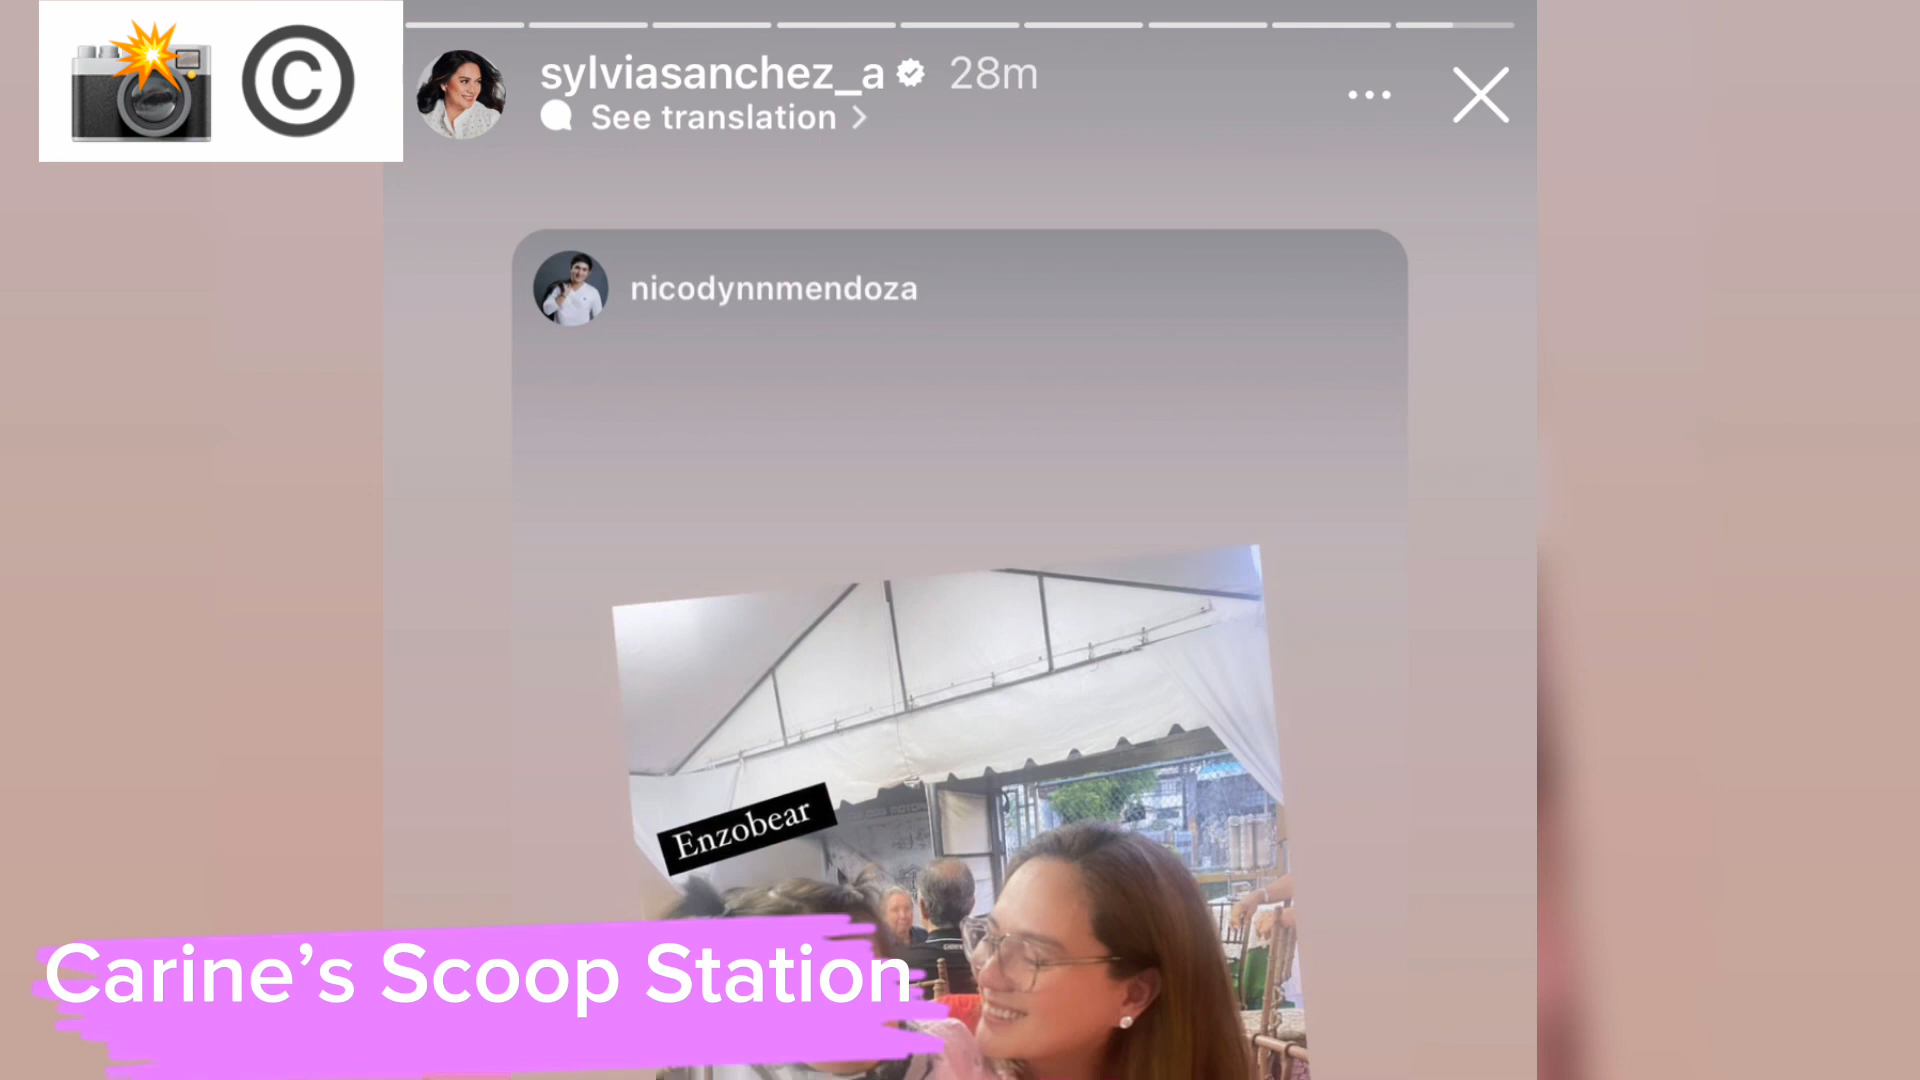 ©
sylviasanchez_a 28m
See translation >
nicodynnmendoza
Enzobear
Carine’s Scoop Station